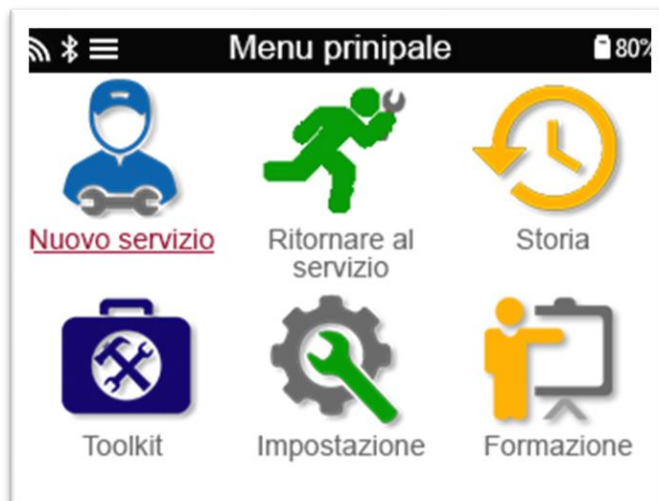 Menu prinipale 80%
Nuovo servizio
Ritornare al
servizio
Storia
Toolkit
Impostazione
Formazione